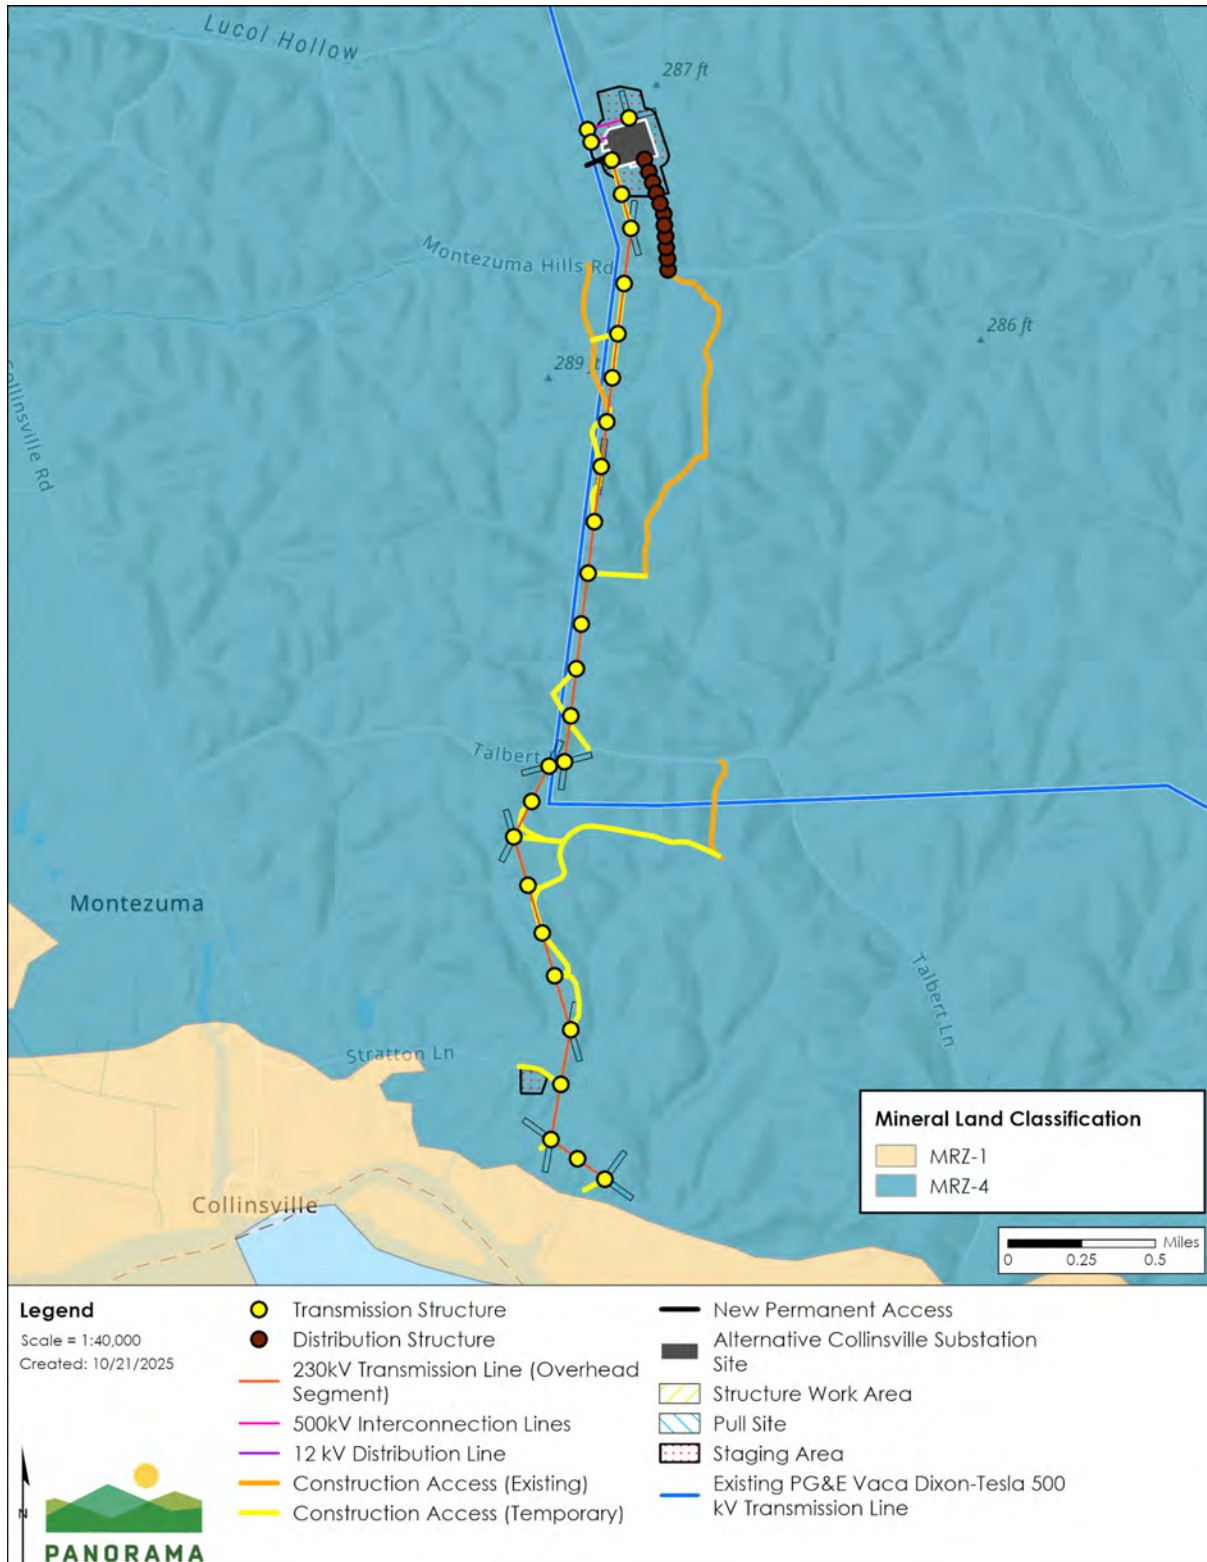 Lucol Hollow
287 ft
Montezuma Hills Rd
286 ft
289 ft
Collinsville Rd
Talbert
Montezuma
Talbert Ln
Stratton Ln
Collinsville
Mineral Land Classification
MRZ-1
MRZ-4
Miles
0 0.25 0.5
Legend
Scale = 1:40,000
Created: 10/21/2025
N
PANORAMA
Transmission Structure
Distribution Structure
230kV Transmission Line (Overhead
Segment)
500kV Interconnection Lines
12 kV Distribution Line
Construction Access (Existing)
Construction Access (Temporary)
New Permanent Access
Alternative Collinsville Substation
Site
Structure Work Area
Pull Site
Staging Area
Existing PG&E Vaca Dixon-Tesla 500
kV Transmission Line